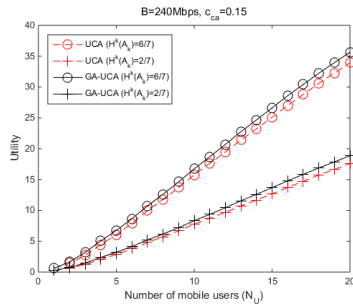 B=240Mbps, c_ca=0.15
UCA (H^k(A_k)=6/7)
UCA (H^k(A_k)=2/7)
GA-UCA (H^k(A_k)=6/7)
GA-UCA (H^k(A_k)=2/7)
40
35
30
25
20
15
10
5
0
Utility
0 5 10 15 20
Number of mobile users (N_U)